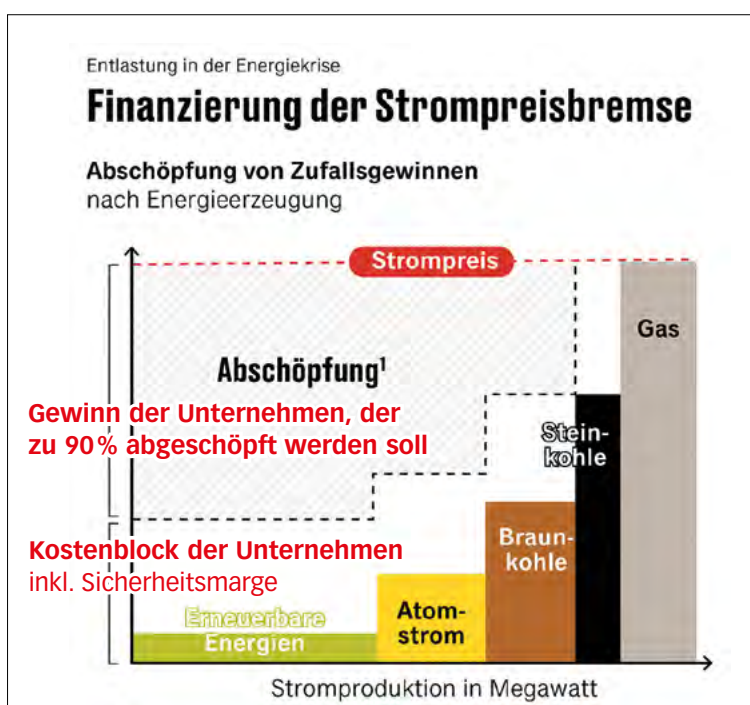 Entlastung in der Energiekrise
Finanzierung der Strompreisbremse
Abschöpfung von Zufallsgewinnen
nach Energieerzeugung
Strompreis
Gas
Abschöpfung¹
Gewinn der Unternehmen, der
zu 90% abgeschöpft werden soll
Stein-
kohle
Kostenblock der Unternehmen
inkl. Sicherheitsmarge
Braun-
kohle
Atom-
strom
Erneuerbare
Energien
Stromproduktion in Megawatt